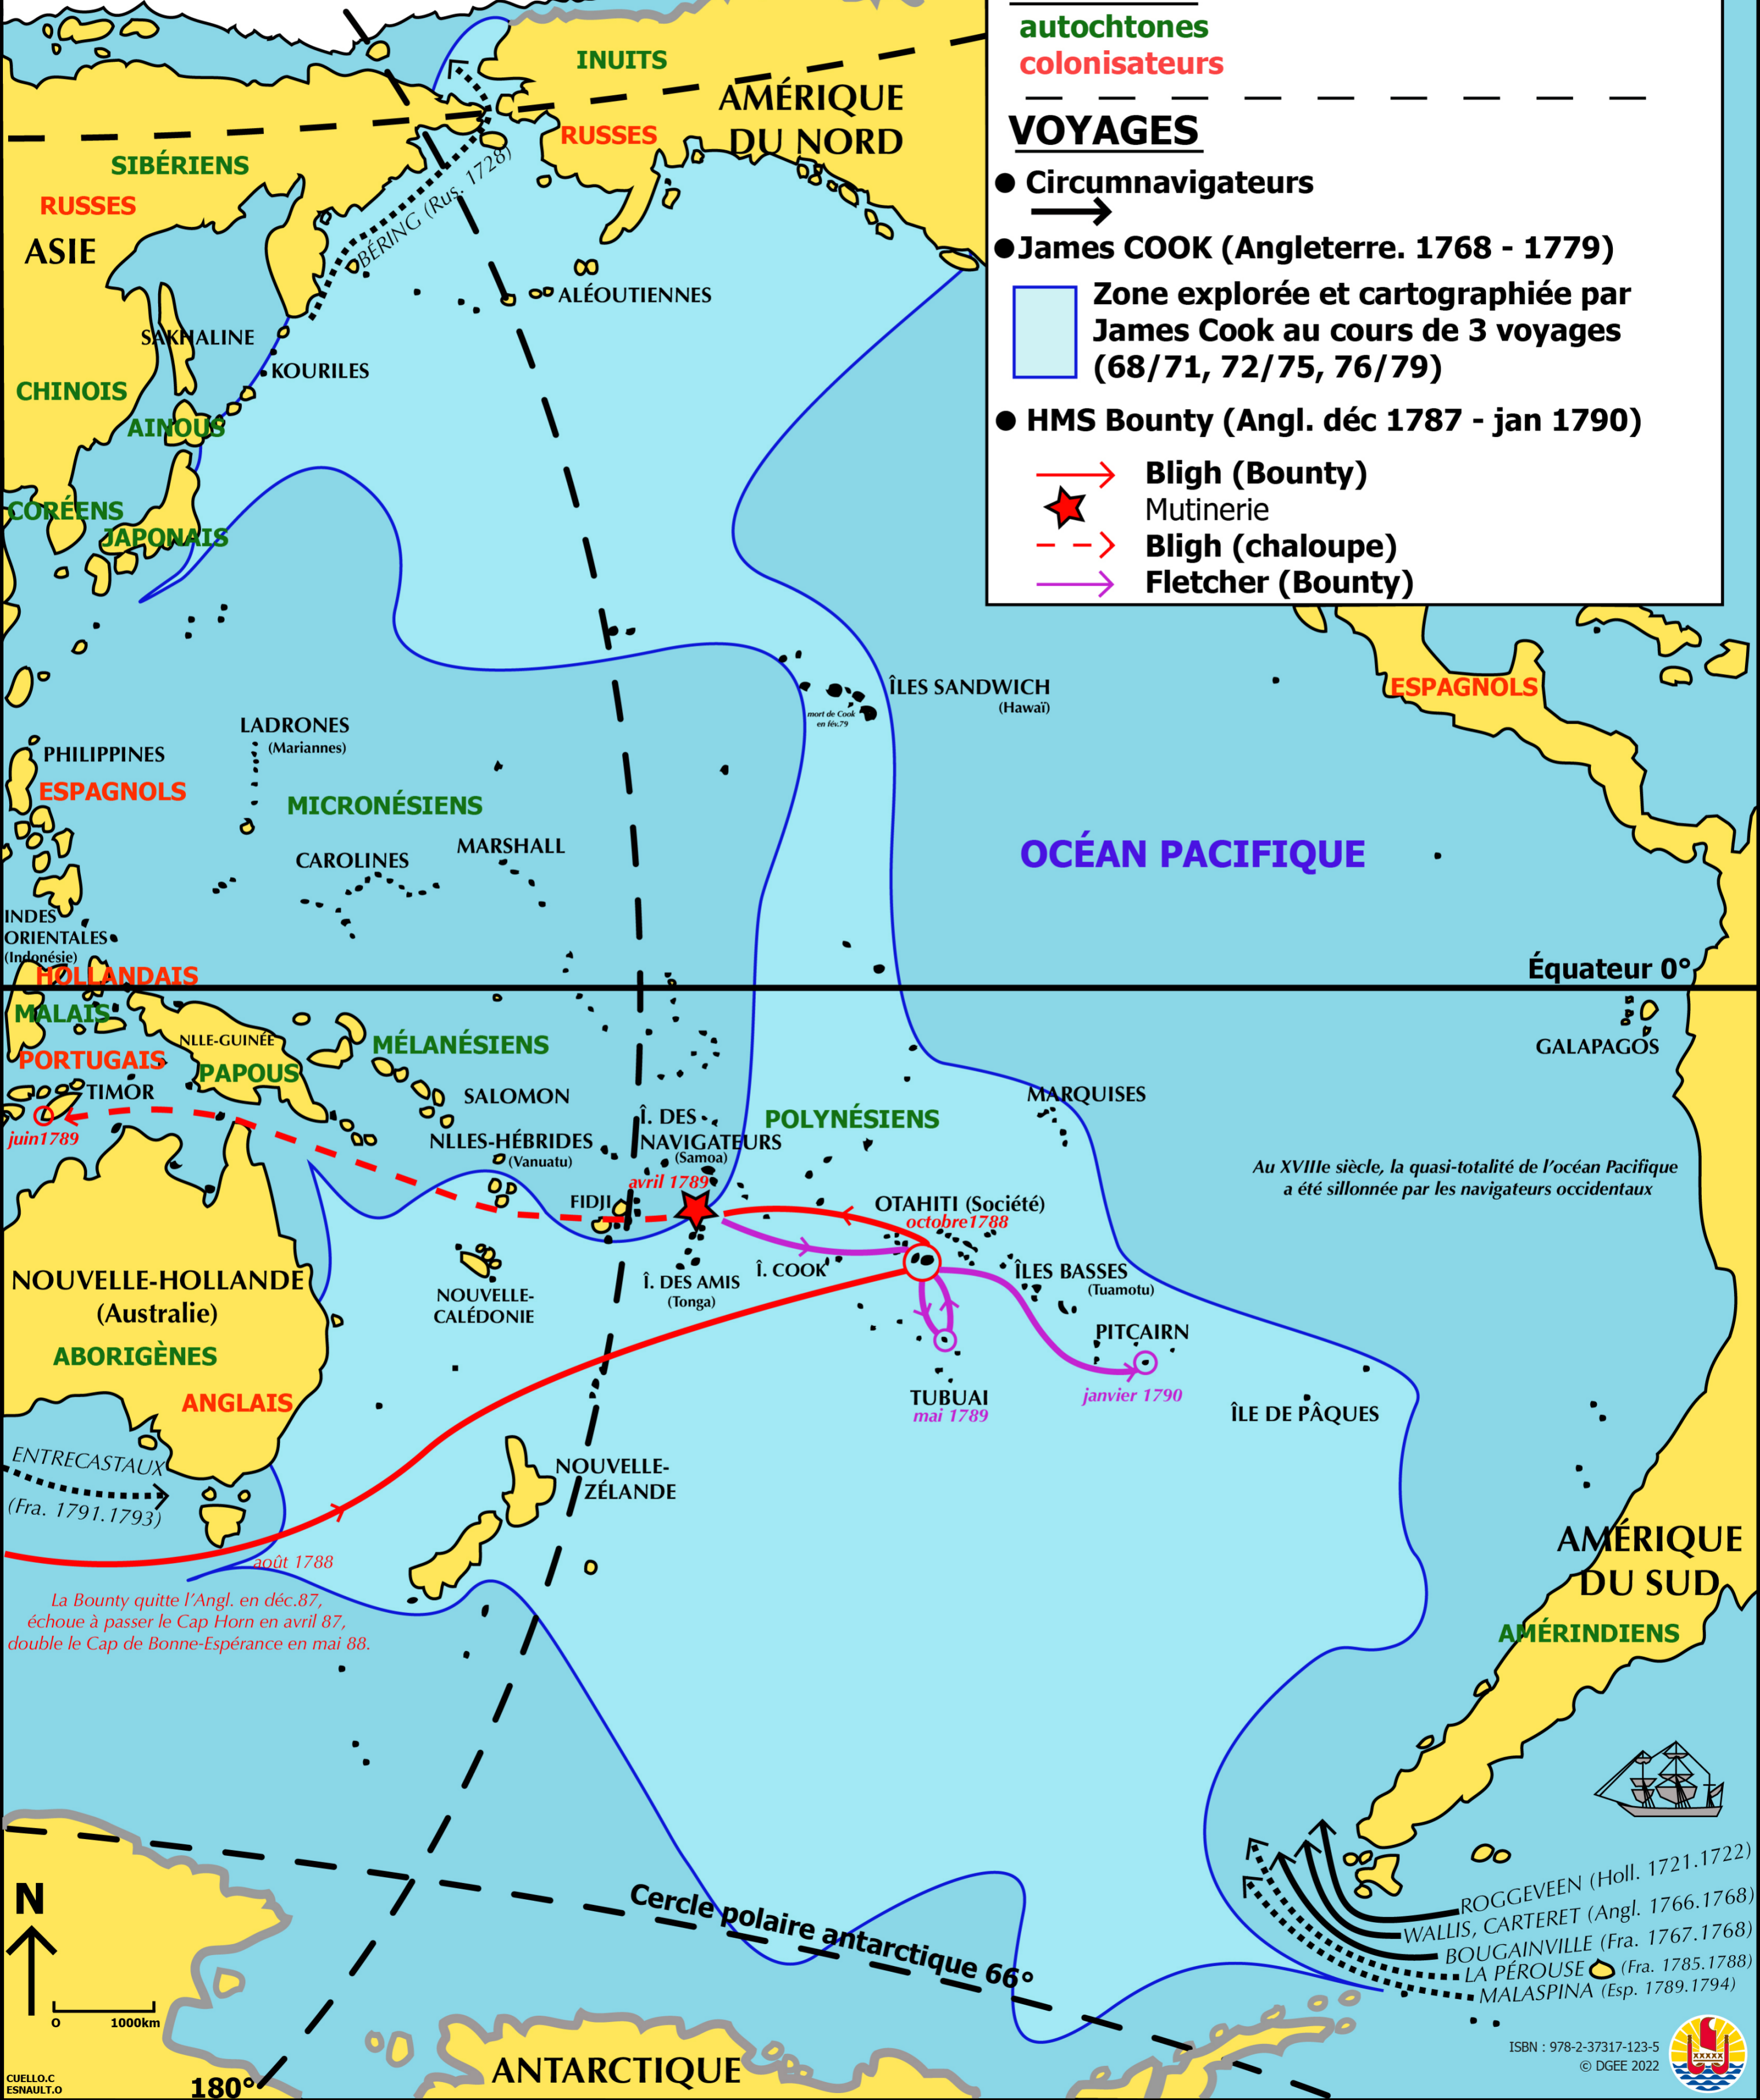 autochtones
colonisateurs
VOYAGES
Circumnavigateurs
James COOK (Angleterre. 1768 - 1779)
Zone explorée et cartographiée par
James Cook au cours de 3 voyages
(68/71, 72/75, 76/79)
HMS Bounty (Angl. déc 1787 - jan 1790)
Bligh (Bounty)
Mutinerie
Bligh (chaloupe)
Fletcher (Bounty)
INUITS
AMÉRIQUE
DU NORD
RUSSES
SIBÉRIENS
RUSSES
ASIE
BÉRING (Rus. 1728)
ALÉOUTIENNES
SAKHALINE
KOURILES
CHINOIS
AINOUS
CORÉENS
JAPONAIS
ÎLES SANDWICH
(Hawaï)
mort de Cook
en fév.79
ESPAGNOLS
LADRONES
(Mariannes)
PHILIPPINES
ESPAGNOLS
MICRONÉSIENS
MARSHALL
CAROLINES
OCÉAN PACIFIQUE
INDES
ORIENTALES
(Indonésie)
HOLLANDAIS
Équateur 0°
MALAIS
NLLE-GUINÉE
MÉLANÉSIENS
GALAPAGOS
PORTUGAIS
PAPOUS
TIMOR
SALOMON
MARQUISES
Î. DES
NAVIGATEURS
(Samoa)
POLYNÉSIENS
juin1789
NLLES-HÉBRIDES
(Vanuatu)
avril 1789
Au XVIIIe siècle, la quasi-totalité de l'océan Pacifique
a été sillonnée par les navigateurs occidentaux
FIDJI
OTAHITI (Société)
octobre1788
NOUVELLE-HOLLANDE
(Australie)
NOUVELLE-
CALÉDONIE
Î. DES AMIS
(Tonga)
Î. COOK
ÎLES BASSES
(Tuamotu)
PITCAIRN
janvier 1790
ABORIGÈNES
ANGLAIS
TUBUAI
mai 1789
ÎLE DE PÂQUES
ENTRECASTAUX
(Fra. 1791.1793)
NOUVELLE-
ZÉLANDE
août 1788
La Bounty quitte l'Angl. en déc.87,
échoue à passer le Cap Horn en avril 87,
double le Cap de Bonne-Espérance en mai 88.
AMÉRIQUE
DU SUD
AMÉRINDIENS
ROGGEVEEN (Holl. 1721.1722)
WALLIS, CARTERET (Angl. 1766.1768)
BOUGAINVILLE (Fra. 1767.1768)
LA PÉROUSE (Fra. 1785.1788)
MALASPINA (Esp. 1789.1794)
Cercle polaire antarctique 66°
N
0 1000km
ANTARCTIQUE
180°
CUELLO.C
ESNAULT.O
ISBN : 978-2-37317-123-5
© DGEE 2022